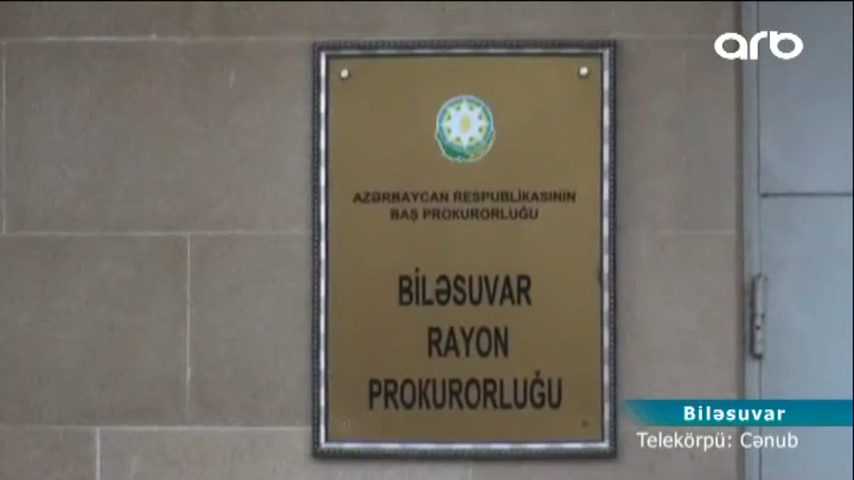 arb
AZƏRBAYCAN RESPUBLİKASININ
BAŞ PROKURORLUĞU
BİLƏSUVAR
RAYON
PROKURORLUĞU
Biləsuvar
Telekörpü: Cənub